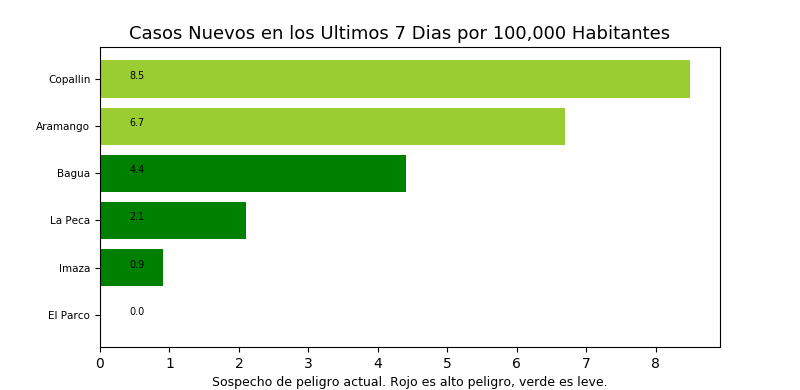 Casos Nuevos en los Ultimos 7 Dias por 100,000 Habitantes
Copallin 8.5
Aramango 6.7
Bagua 4.4
La Peca 2.1
Imaza 0.9
El Parco 0.0
0 1 2 3 4 5 6 7 8
Sospecho de peligro actual. Rojo es alto peligro, verde es leve.